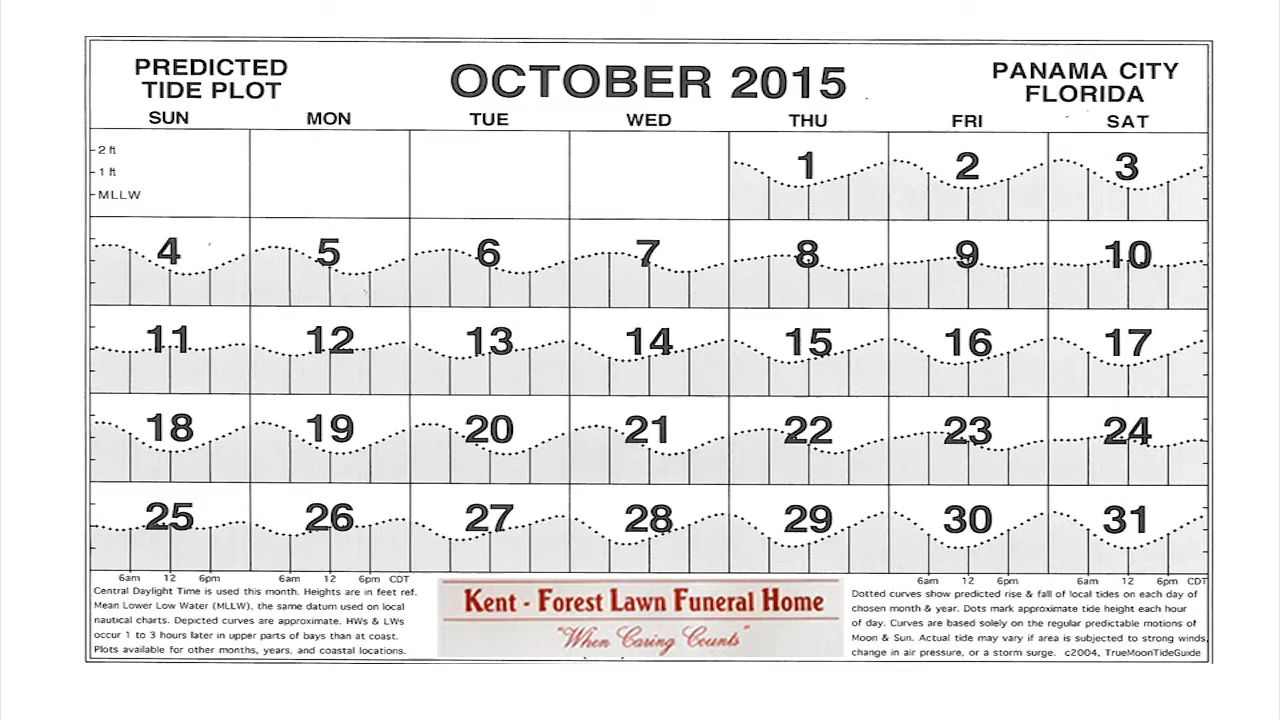 PREDICTED
TIDE PLOT
OCTOBER 2015
PANAMA CITY
FLORIDA
SUN MON TUE WED THU FRI SAT
2 ft
1 ft
MLLW
1 2 3
4 5 6 7 8 9 10
11 12 13 14 15 16 17
18 19 20 21 22 23 24
25 26 27 28 29 30 31
6am 12 6pm 6am 12 6pm CDT 6am 12 6pm 6am 12 6pm CDT
Central Daylight Time is used this month. Heights are in feet ref.
Mean Lower Low Water (MLLW), the same datum used on local
nautical charts. Depicted curves are approximate. HWs & LWs
occur 1 to 3 hours later in upper parts of bays than at coast.
Plots available for other months, years, and coastal locations.
Kent - Forest Lawn Funeral Home
"When Caring Counts"
Dotted curves show predicted rise & fall of local tides on each day of
chosen month & year. Dots mark approximate tide height each hour
of day. Curves are based solely on the regular predictable motions of
Moon & Sun. Actual tide may vary if area is subjected to strong winds,
change in air pressure, or a storm surge. c2004, TrueMoonTideGuide